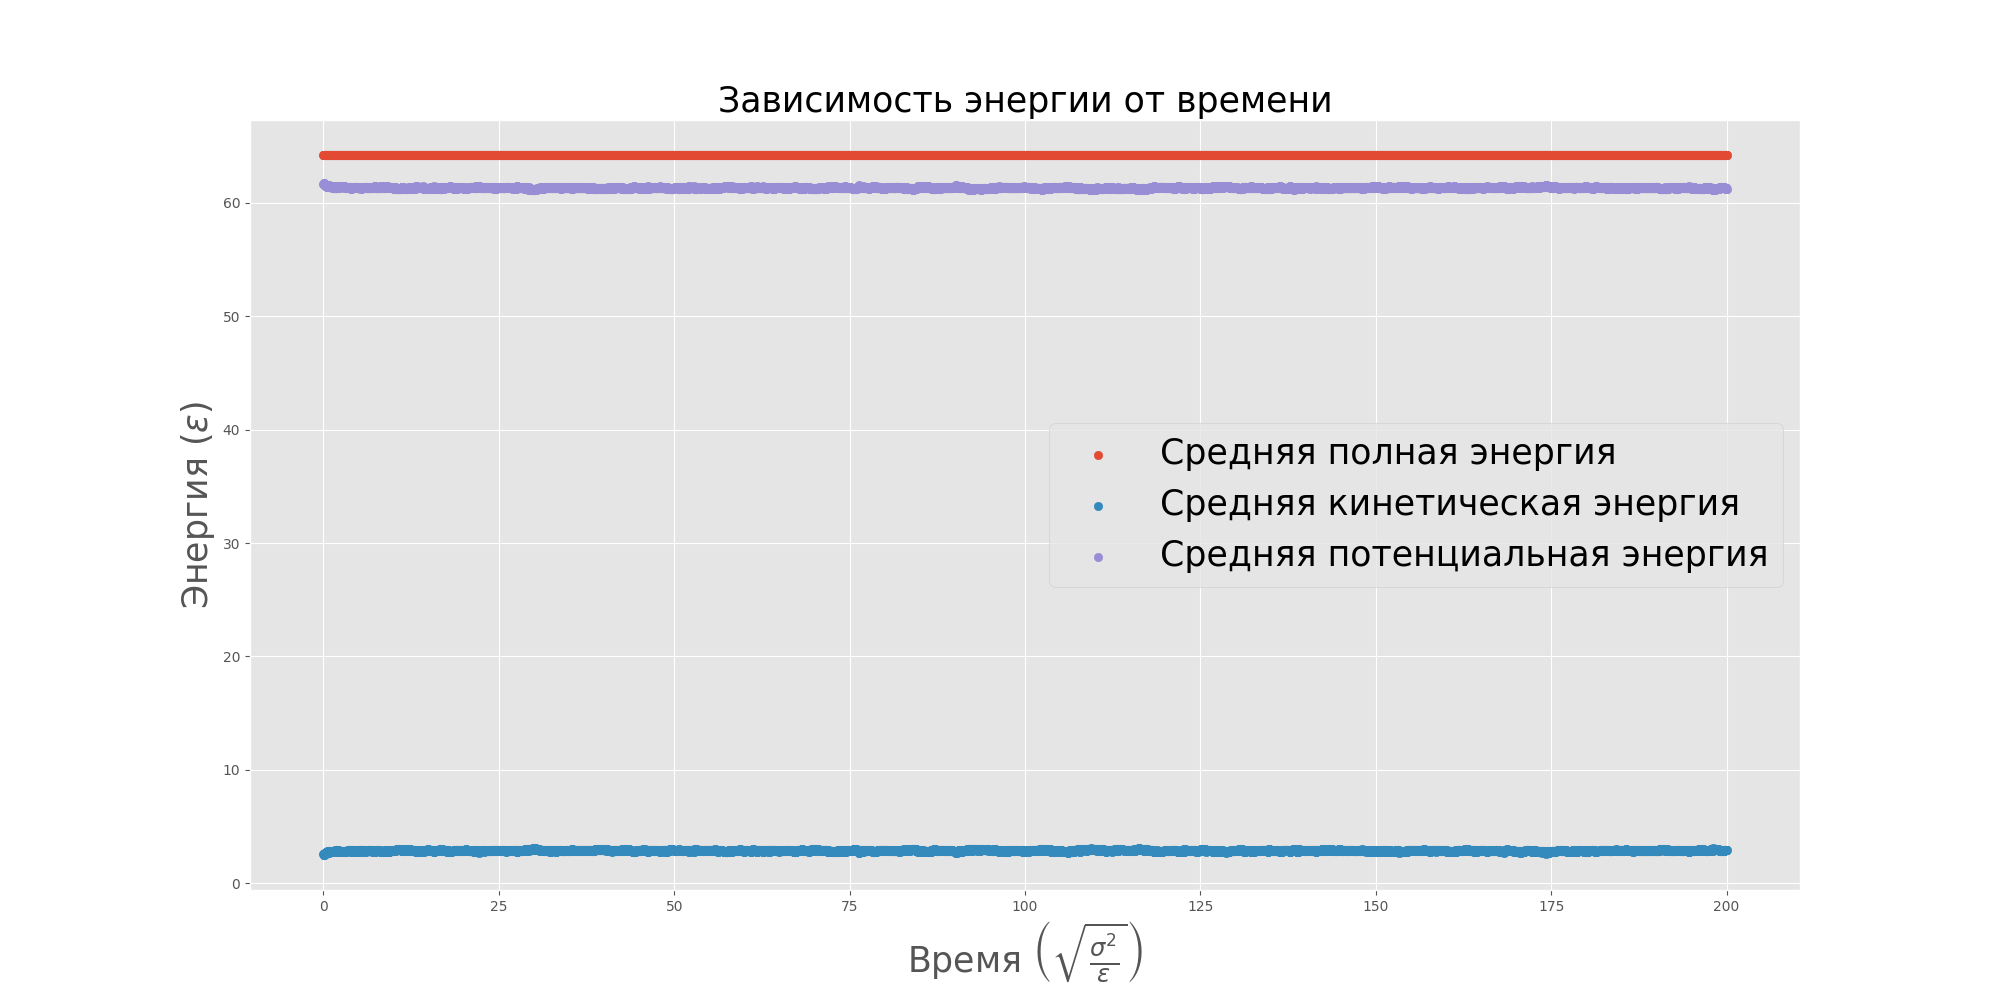 Зависимость энергии от времени
Энергия (ε)
60
50
40
30
20
10
0
Средняя полная энергия
Средняя кинетическая энергия
Средняя потенциальная энергия
0 25 50 75 100 125 150 175 200
Время (√(σ²/ε))